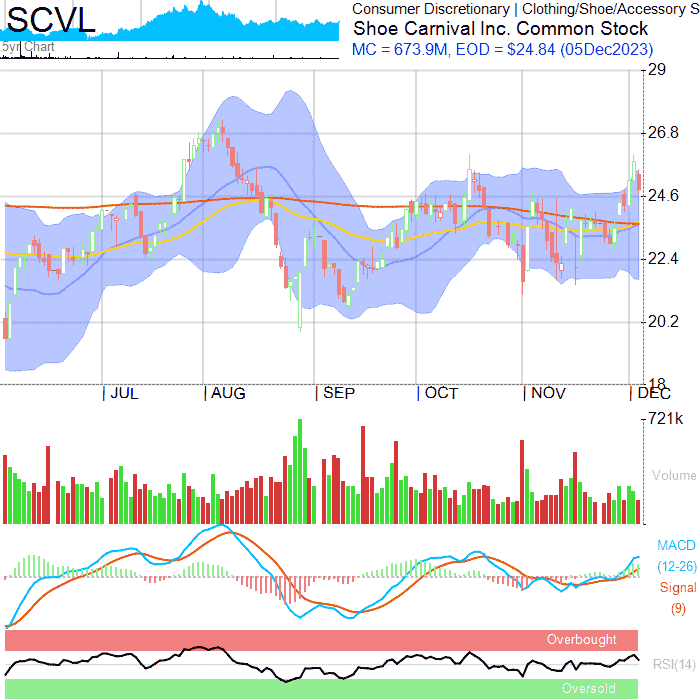 SCVL
5yr Chart
Consumer Discretionary | Clothing/Shoe/Accessory S
Shoe Carnival Inc. Common Stock
MC = 673.9M, EOD = $24.84 (05Dec2023)
29
26.8
24.6
22.4
20.2
18
JUL AUG SEP OCT NOV DEC
721k
Volume
MACD
(12-26)
Signal
(9)
Overbought
RSI(14)
Oversold